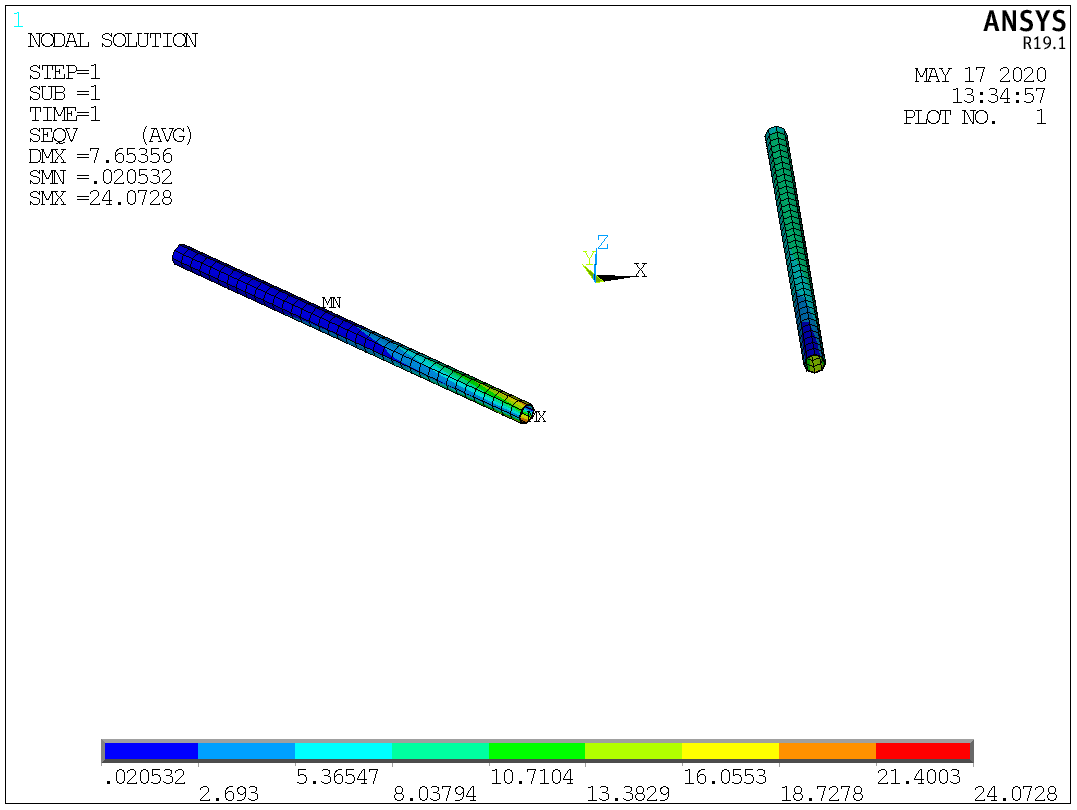 1
ANSYS
R19.1
NODAL SOLUTION
STEP=1
SUB =1
TIME=1
SEQV (AVG)
DMX =7.65356
SMN =.020532
SMX =24.0728
MAY 17 2020
13:34:57
PLOT NO. 1
Z
Y
X
MN
MX
.020532 5.36547 10.7104 16.0553 21.4003
2.693 8.03794 13.3829 18.7278 24.0728